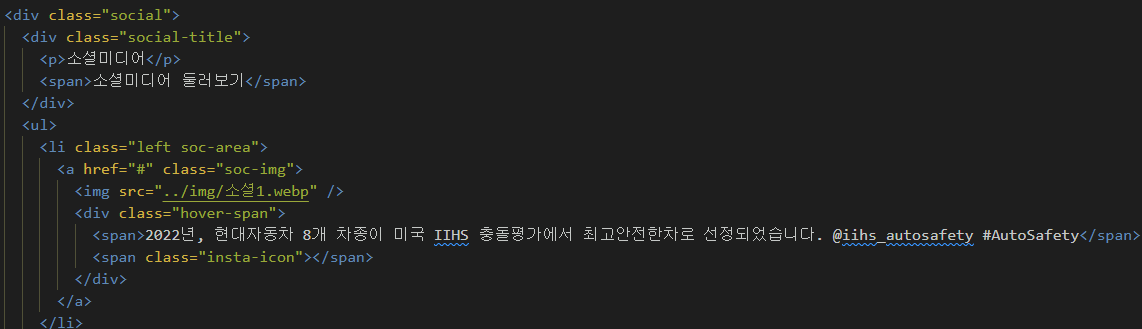 <div class="social">
<div class="social-title">
<p>소셜미디어</p>
<span>소셜미디어 둘러보기</span>
</div>
<ul>
<li class="left soc-area">
<a href="#" class="soc-img">
<img src="../img/소셜1.webp" />
<div class="hover-span">
<span>2022년, 현대자동차 8개 차종이 미국 IIHS 충돌평가에서 최고안전한차로 선정되었습니다. @iihs_autosafety #AutoSafety</span>
<span class="insta-icon"></span>
</div>
</a>
</li>